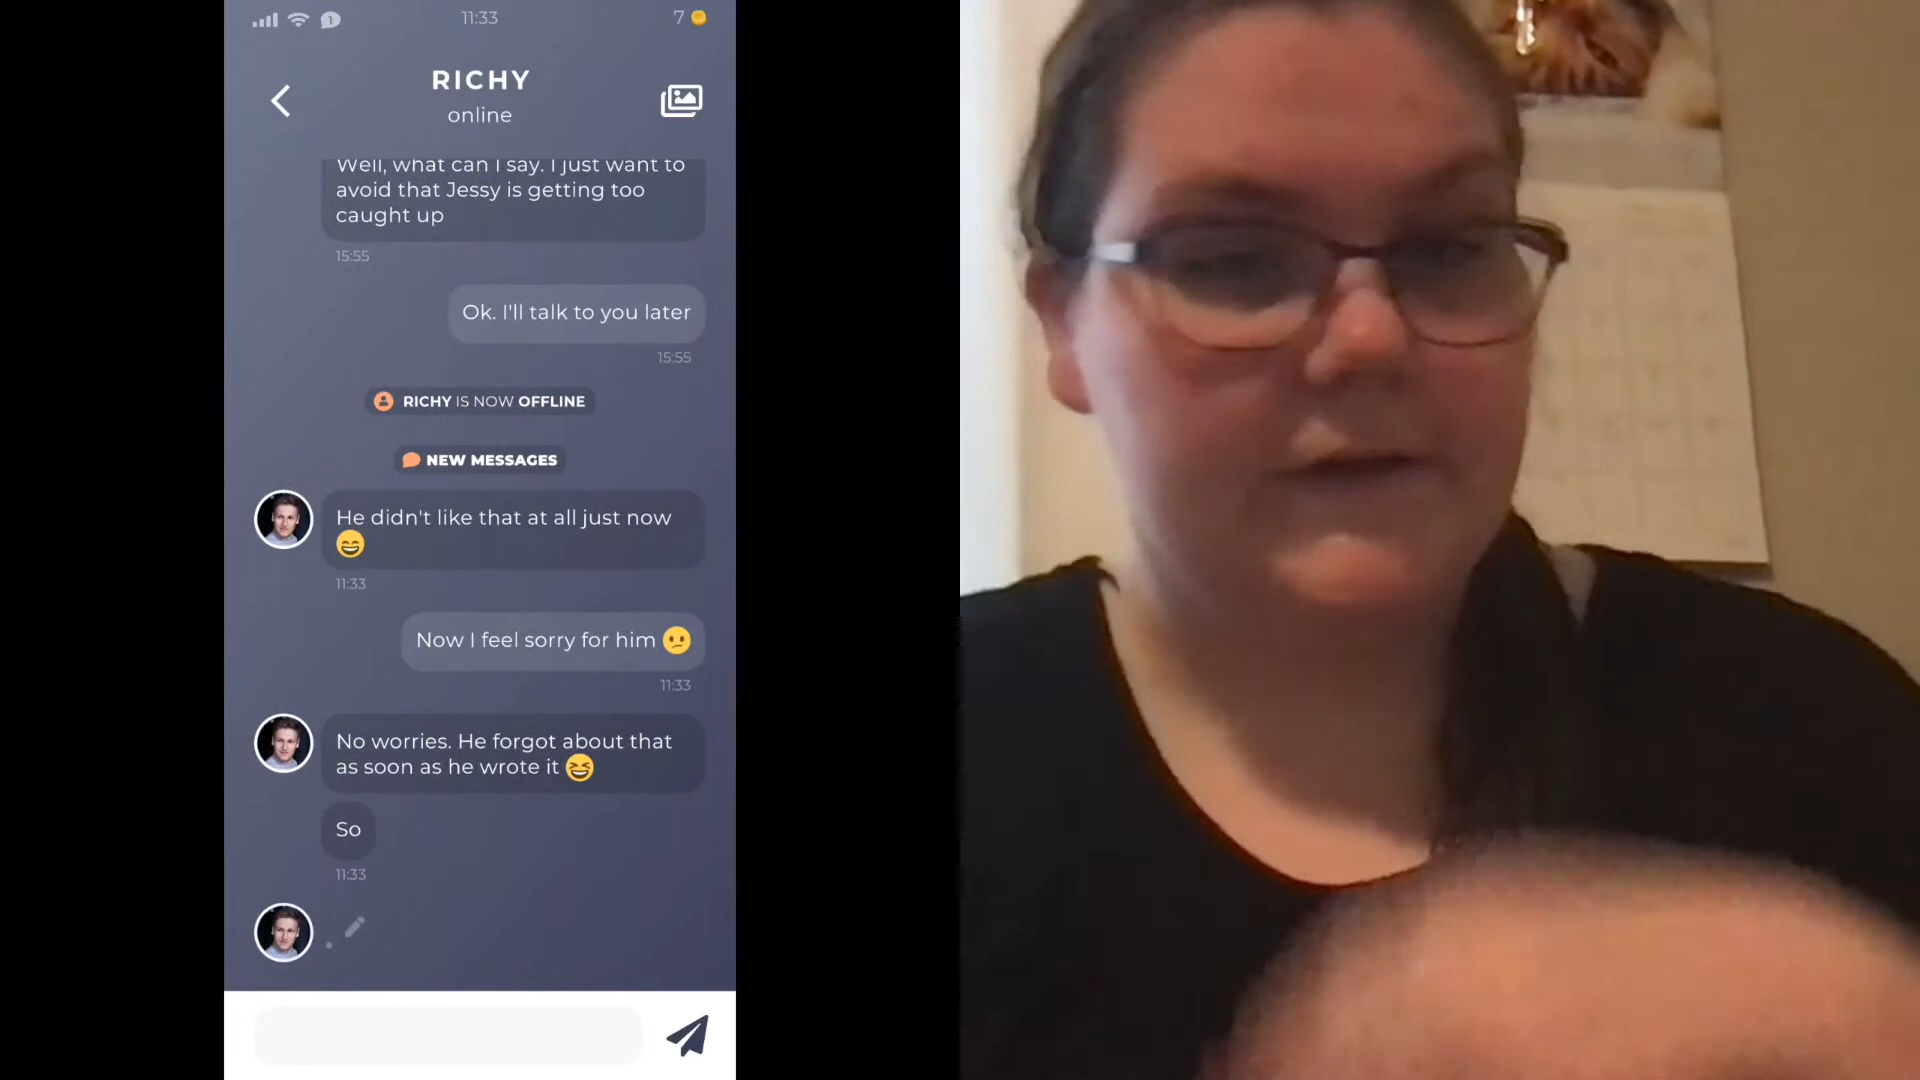 11:33
7
1
RICHY
online
Well, what can I say. I just want to
avoid that Jessy is getting too
caught up
15:55
Ok. I'll talk to you later
15:55
RICHY IS NOW OFFLINE
NEW MESSAGES
He didn't like that at all just now
😄
11:33
Now I feel sorry for him 😕
11:33
No worries. He forgot about that
as soon as he wrote it 😆
So
11:33